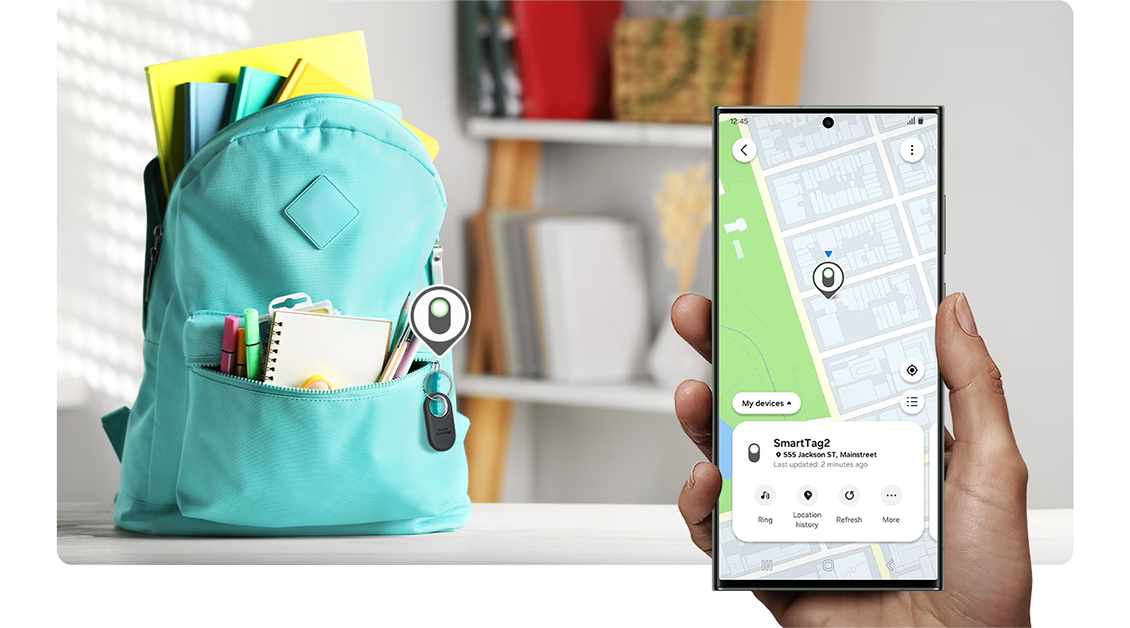 12:45
My devices
SmartTag2
555 Jackson ST, Mainstreet
Last updated: 2 minutes ago
Ring
Location
history
Refresh
More